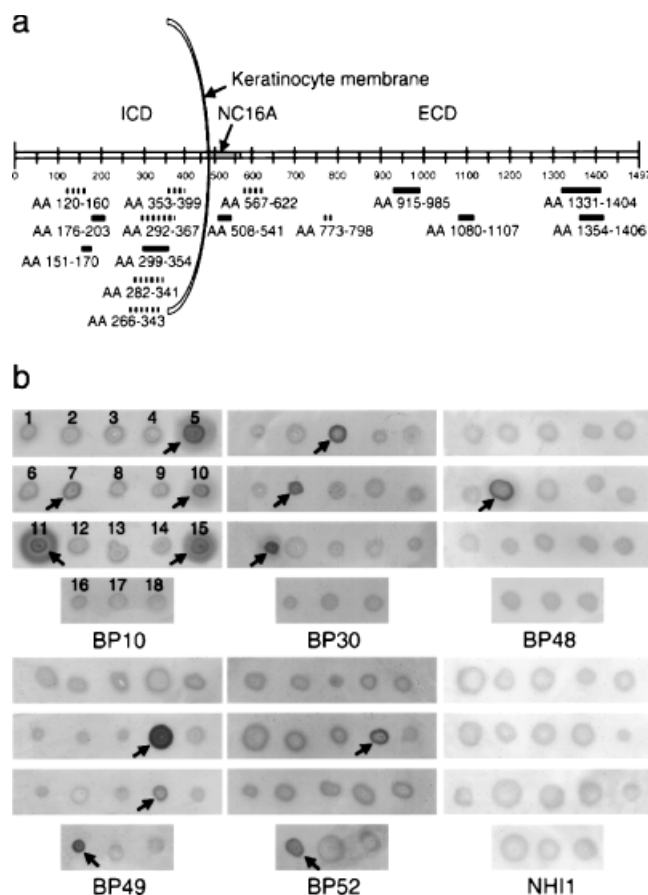 a
Keratinocyte membrane
ICD
NC16A
ECD
0 100 200 300 400 500 600 700 800 900 1000 1100 1200 1300 1400 1497
AA 120-160
AA 353-399
AA 567-622
AA 915-985
AA 1331-1404
AA 176-203
AA 292-367
AA 508-541
AA 773-798
AA 1080-1107
AA 1354-1406
AA 151-170
AA 299-354
AA 282-341
AA 266-343
b
1 2 3 4 5
6 7 8 9 10
11 12 13 14 15
16 17 18
BP10 BP30 BP48
BP49 BP52 NHI1